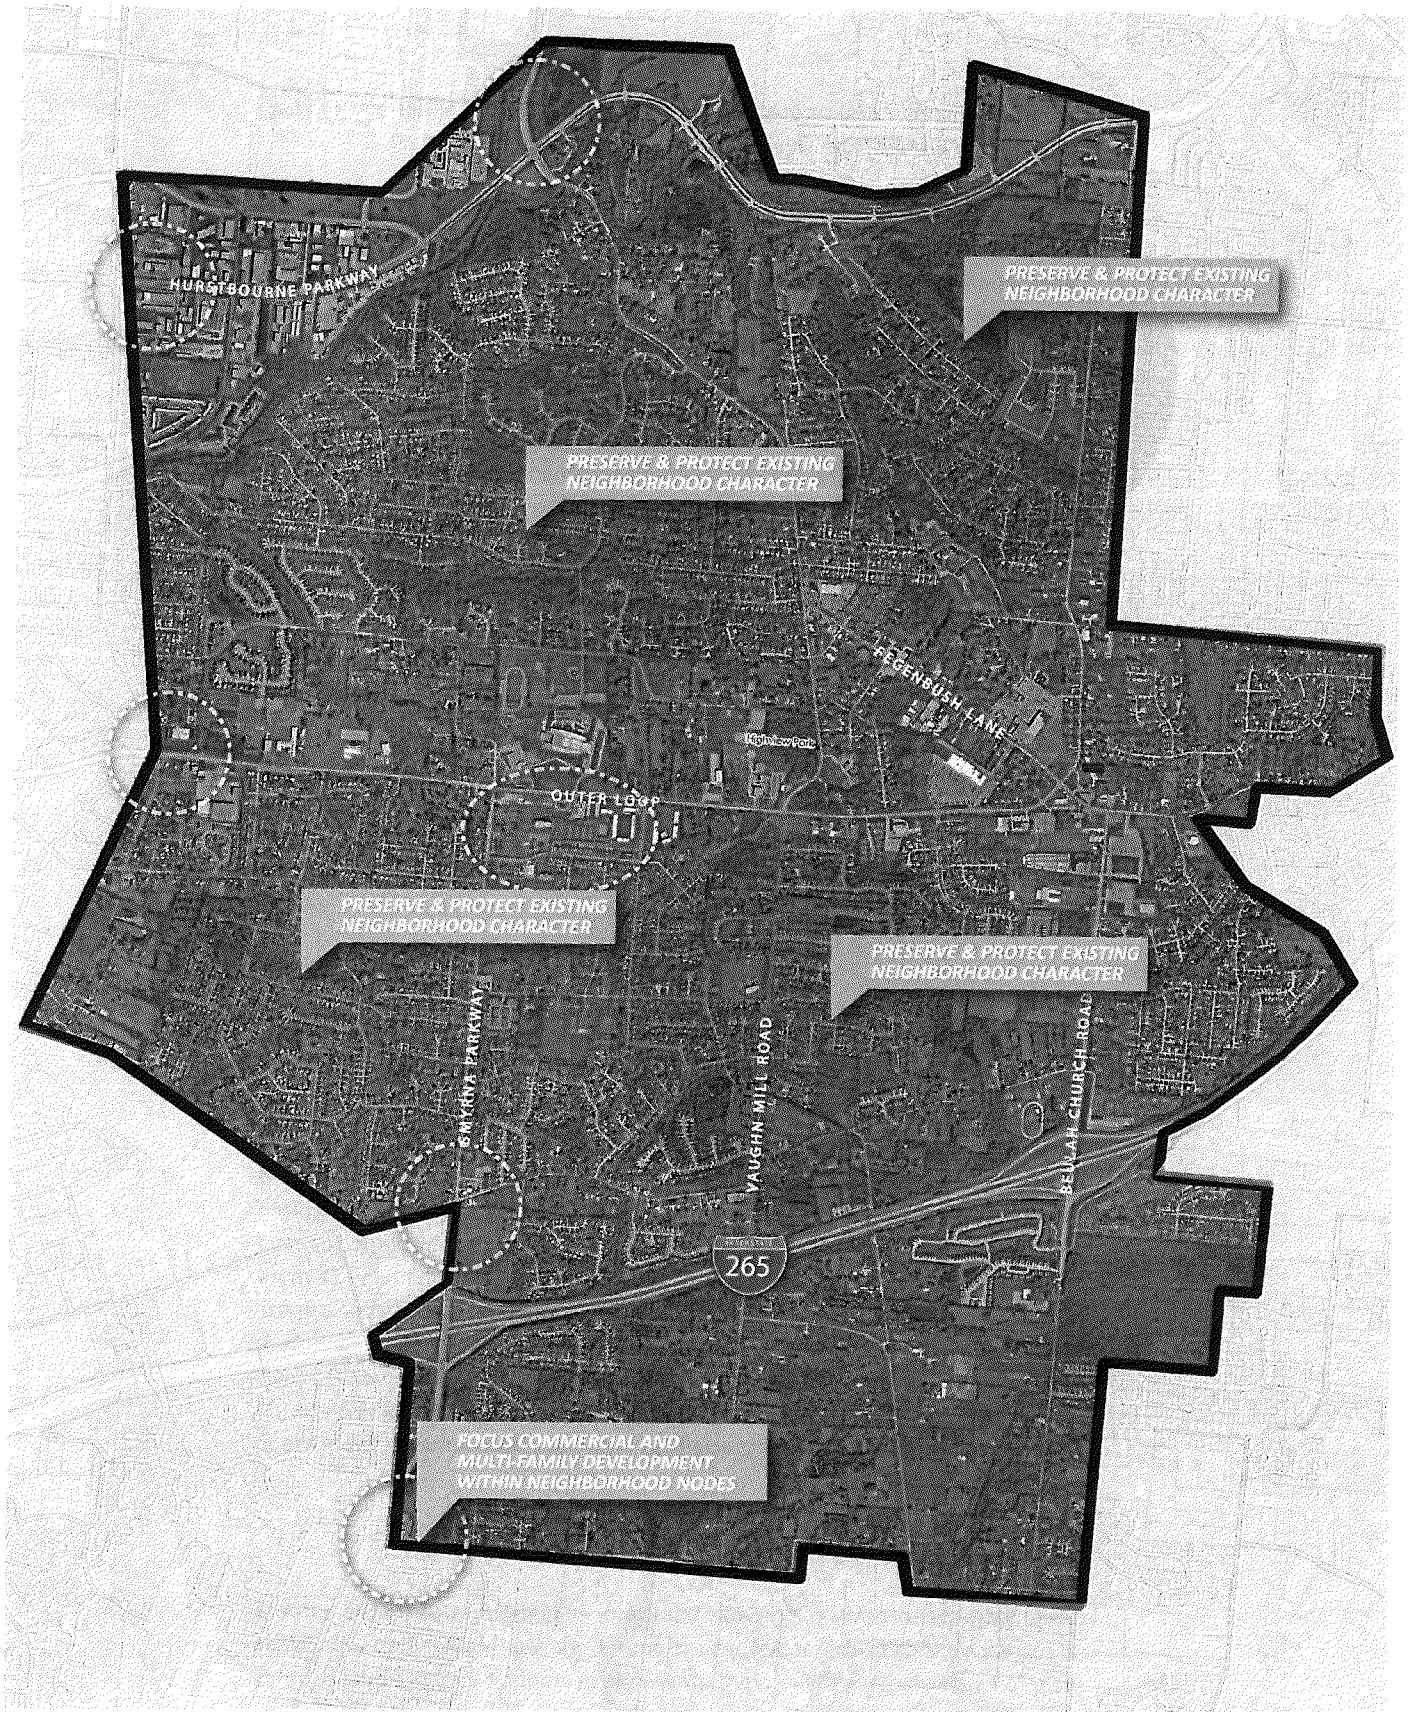 HURSTBOURNE PARKWAY
PRESERVE & PROTECT EXISTING
NEIGHBORHOOD CHARACTER
PRESERVE & PROTECT EXISTING
NEIGHBORHOOD CHARACTER
FEGENBUSH LANE
Highview Park
OUTER LOOP
PRESERVE & PROTECT EXISTING
NEIGHBORHOOD CHARACTER
PRESERVE & PROTECT EXISTING
NEIGHBORHOOD CHARACTER
SMYRNA PARKWAY
VAUGHN MILL ROAD
BEULAH CHURCH ROAD
INTERSTATE
265
FOCUS COMMERCIAL AND
MULTI-FAMILY DEVELOPMENT
WITHIN NEIGHBORHOOD NODES